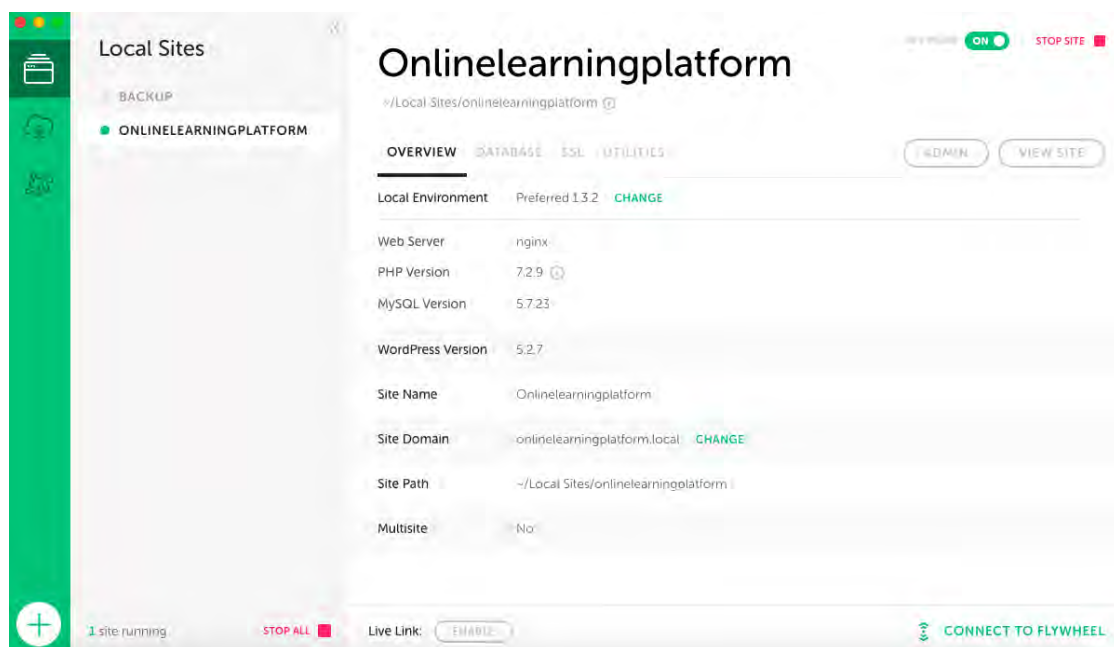 Local Sites
BACKUP
ONLINELEARNINGPLATFORM
1 site running
STOP ALL
Onlinelearningplatform
~/Local Sites/onlinelearningplatform
ON
STOP SITE
OVERVIEW DATABASE SSL UTILITIES
ADMIN VIEW SITE
Local Environment Preferred 1.3.2 CHANGE
Web Server nginx
PHP Version 7.2.9
MySQL Version 5.7.23
WordPress Version 5.2.7
Site Name Onlinelearningplatform
Site Domain onlinelearningplatform.local CHANGE
Site Path ~/Local Sites/onlinelearningplatform
Multisite No
Live Link: ENABLE
CONNECT TO FLYWHEEL